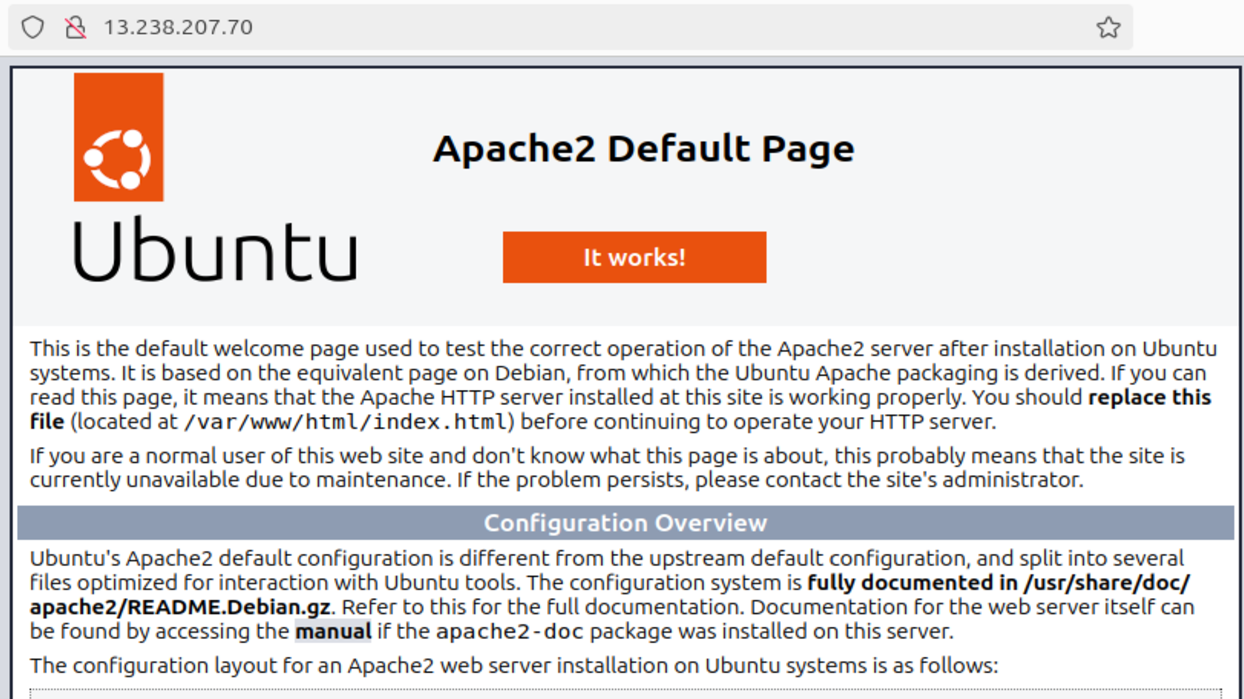 13.238.207.70
Apache2 Default Page
Ubuntu
It works!
This is the default welcome page used to test the correct operation of the Apache2 server after installation on Ubuntu
systems. It is based on the equivalent page on Debian, from which the Ubuntu Apache packaging is derived. If you can
read this page, it means that the Apache HTTP server installed at this site is working properly. You should replace this
file (located at /var/www/html/index.html) before continuing to operate your HTTP server.
If you are a normal user of this web site and don't know what this page is about, this probably means that the site is
currently unavailable due to maintenance. If the problem persists, please contact the site's administrator.
Configuration Overview
Ubuntu's Apache2 default configuration is different from the upstream default configuration, and split into several
files optimized for interaction with Ubuntu tools. The configuration system is fully documented in /usr/share/doc/
apache2/README.Debian.gz. Refer to this for the full documentation. Documentation for the web server itself can
be found by accessing the manual if the apache2-doc package was installed on this server.
The configuration layout for an Apache2 web server installation on Ubuntu systems is as follows: